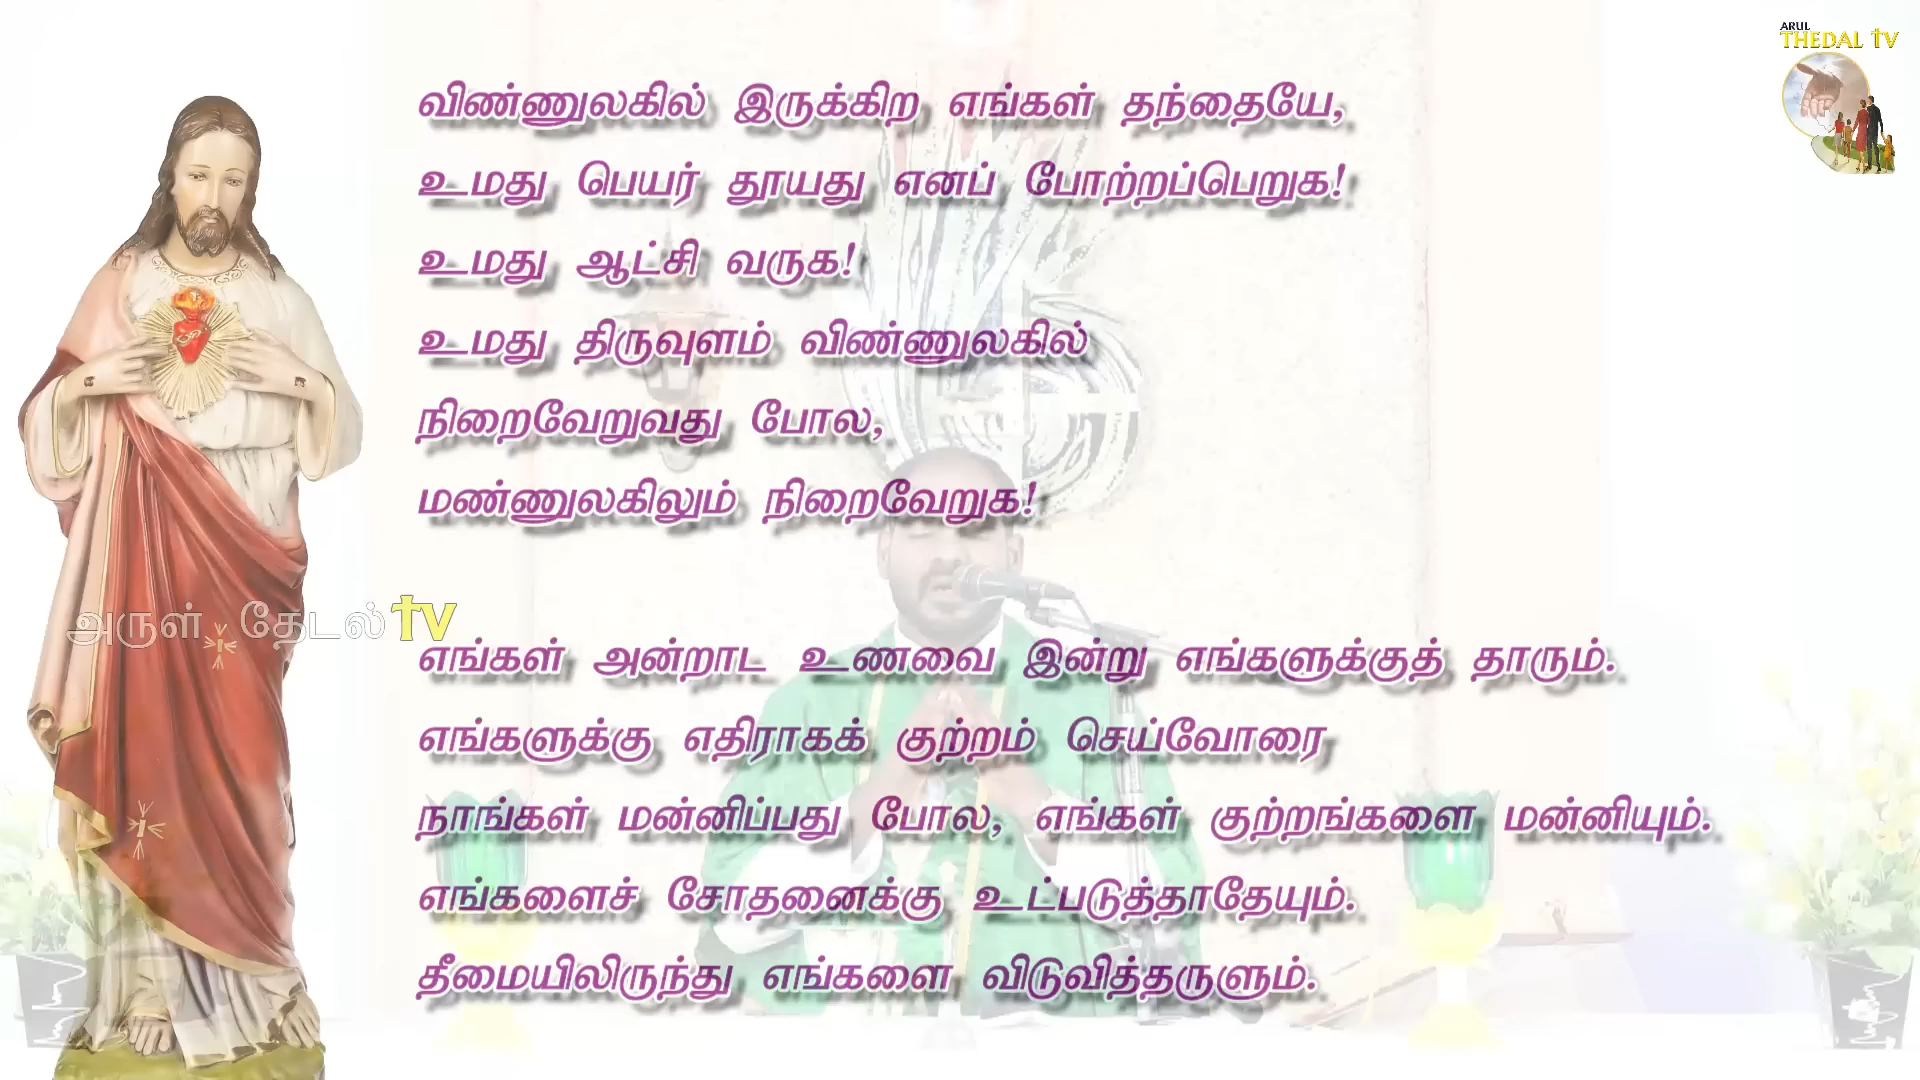 ARUL
THEDAL TV
விண்ணுலகில் இருக்கிற எங்கள் தந்தையே,
உமது பெயர் தூயது எனப் போற்றப்பெறுக!
உமது ஆட்சி வருக!
உமது திருவுளம் விண்ணுலகில்
நிறைவேறுவது போல,
மண்ணுலகிலும் நிறைவேறுக!
அருள் தேடல் TV
எங்கள் அன்றாட உணவை இன்று எங்களுக்குத் தாரும்.
எங்களுக்கு எதிராகக் குற்றம் செய்வோரை
நாங்கள் மன்னிப்பது போல, எங்கள் குற்றங்களை மன்னியும்.
எங்களைச் சோதனைக்கு உட்படுத்தாதேயும்.
தீமையிலிருந்து எங்களை விடுவித்தருளும்.